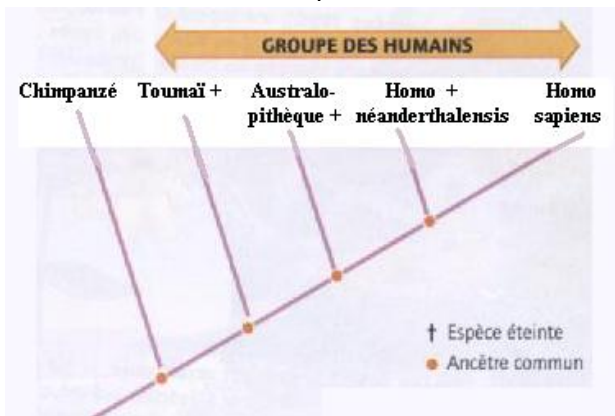 GROUPE DES HUMAINS
Chimpanzé Toumaï + Australo- Homo + Homo
pithèque + néanderthalensis sapiens
† Espèce éteinte
Ancêtre commun